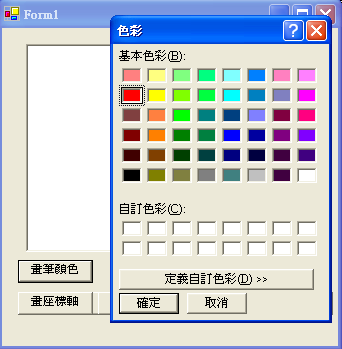 Form1
色彩
基本色彩(B):
自訂色彩(C):
定義自訂色彩(D) >>
確定
取消
畫筆顏色
畫座標軸